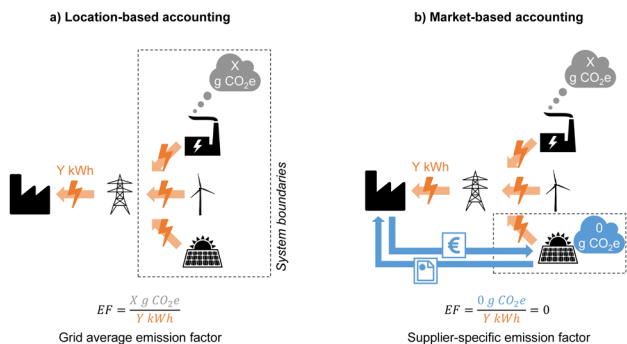 a) Location-based accounting
X
g CO₂e
Y kWh
System boundaries
EF = X g CO₂e / Y kWh
Grid average emission factor
b) Market-based accounting
X
g CO₂e
Y kWh
0
g CO₂e
€
EF = 0 g CO₂e / Y kWh = 0
Supplier-specific emission factor